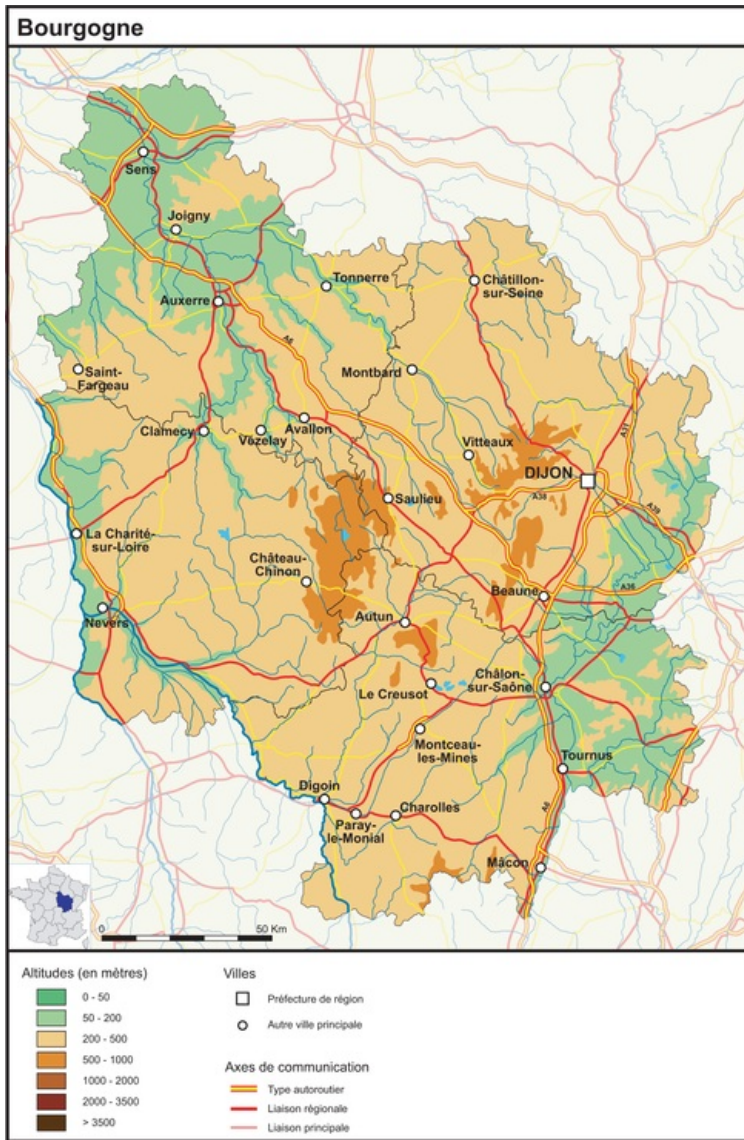 Bourgogne
Sens
Joigny
Tonnerre
Châtillon-
sur-Seine
Auxerre
A6
Saint-
Fargeau
Montbard
A31
Clamecy
Vézelay
Avallon
Vitteaux
DIJON
Saulieu
A38
A39
La Charité-
sur-Loire
Château-
Chinon
A36
Beaune
Nevers
Autun
Le Creusot
Châlon-
sur-Saône
Montceau-
les-Mines
Tournus
Digoin
Paray-
le-Monial
Charolles
A6
Mâcon
0 50 Km
Altitudes (en mètres)
0 - 50
50 - 200
200 - 500
500 - 1000
1000 - 2000
2000 - 3500
> 3500
Villes
Préfecture de région
Autre ville principale
Axes de communication
Type autoroutier
Liaison régionale
Liaison principale